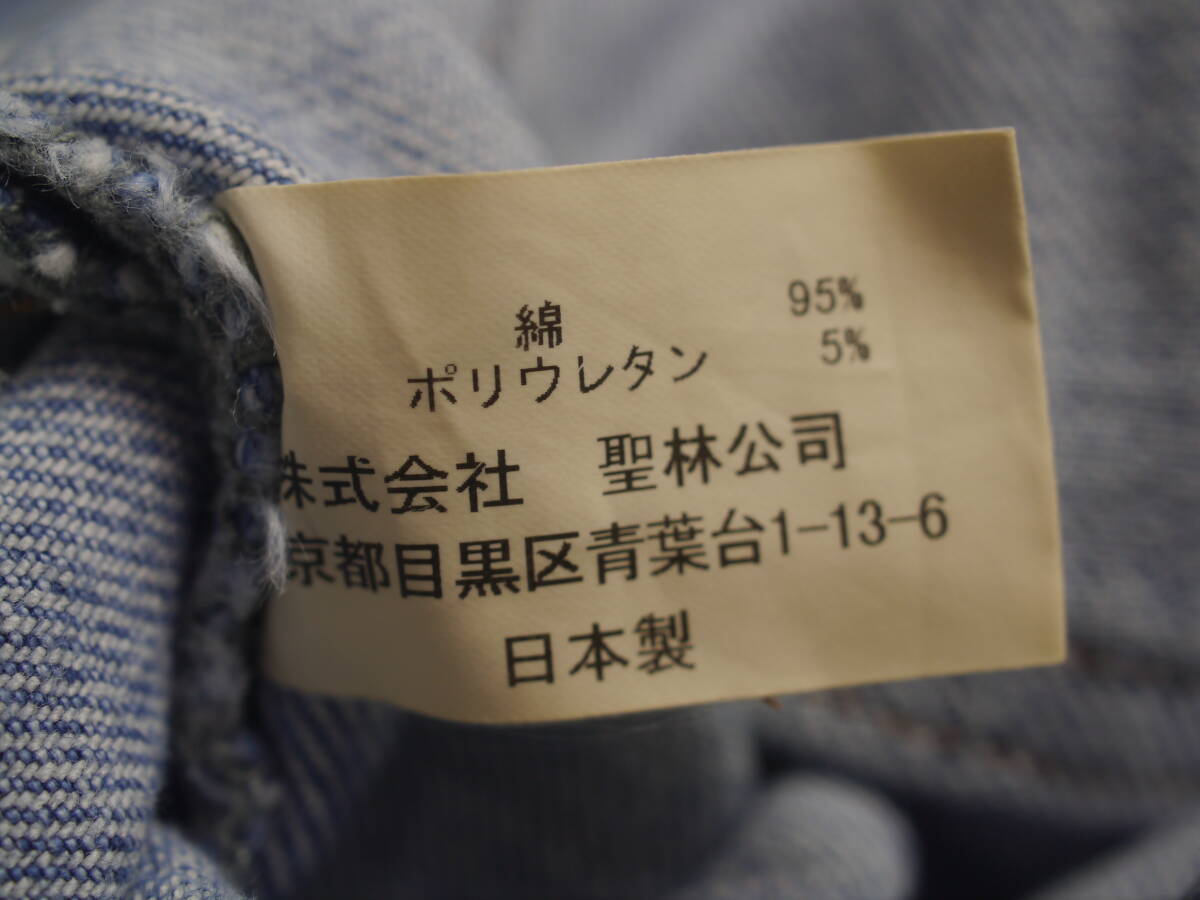 綿 95%
ポリウレタン 5%
株式会社 聖林公司
京都目黒区青葉台1-13-6
日本製